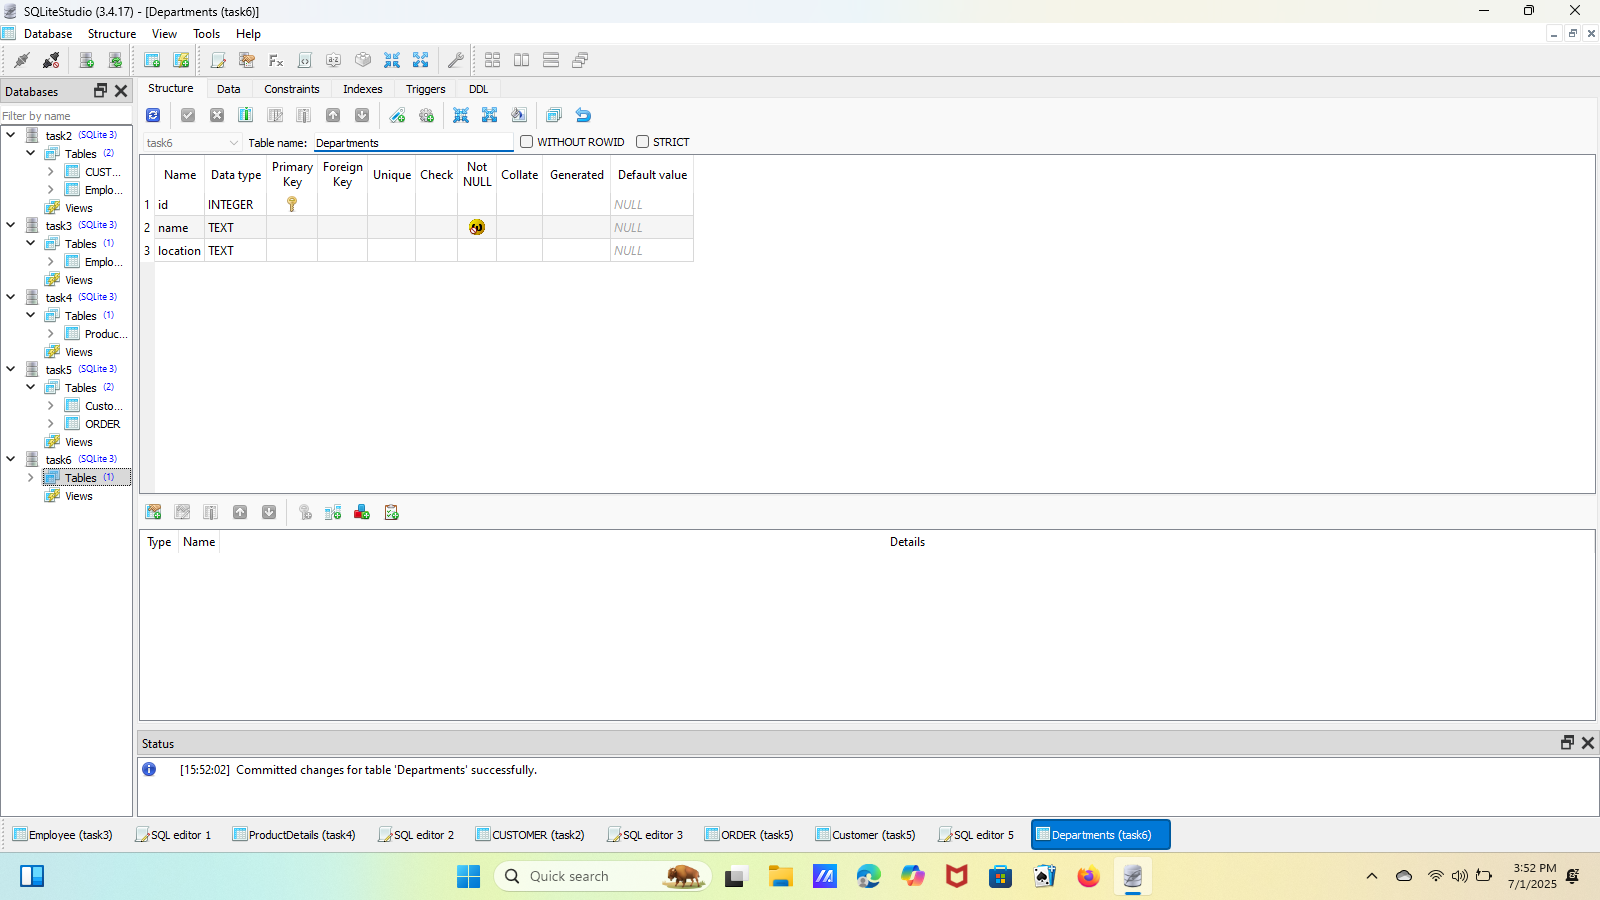 SQLiteStudio (3.4.17) - [Departments (task6)]
Database Structure View Tools Help
Databases
Filter by name
task2 (SQLite 3)
Tables (2)
CUST...
Emplo...
Views
task3 (SQLite 3)
Tables (1)
Emplo...
Views
task4 (SQLite 3)
Tables (1)
Produc...
Views
task5 (SQLite 3)
Tables (2)
Custo...
ORDER
Views
task6 (SQLite 3)
Tables (1)
Views
Structure Data Constraints Indexes Triggers DDL
task6 Table name: Departments WITHOUT ROWID STRICT
Name Data type Primary Key Foreign Key Unique Check Not NULL Collate Generated Default value
1 id INTEGER NULL
2 name TEXT NULL
3 location TEXT NULL
Type Name Details
Status
[15:52:02] Committed changes for table 'Departments' successfully.
Employee (task3) SQL editor 1 ProductDetails (task4) SQL editor 2 CUSTOMER (task2) SQL editor 3 ORDER (task5) Customer (task5) SQL editor 5 Departments (task6)
Quick search
3:52 PM
7/1/2025